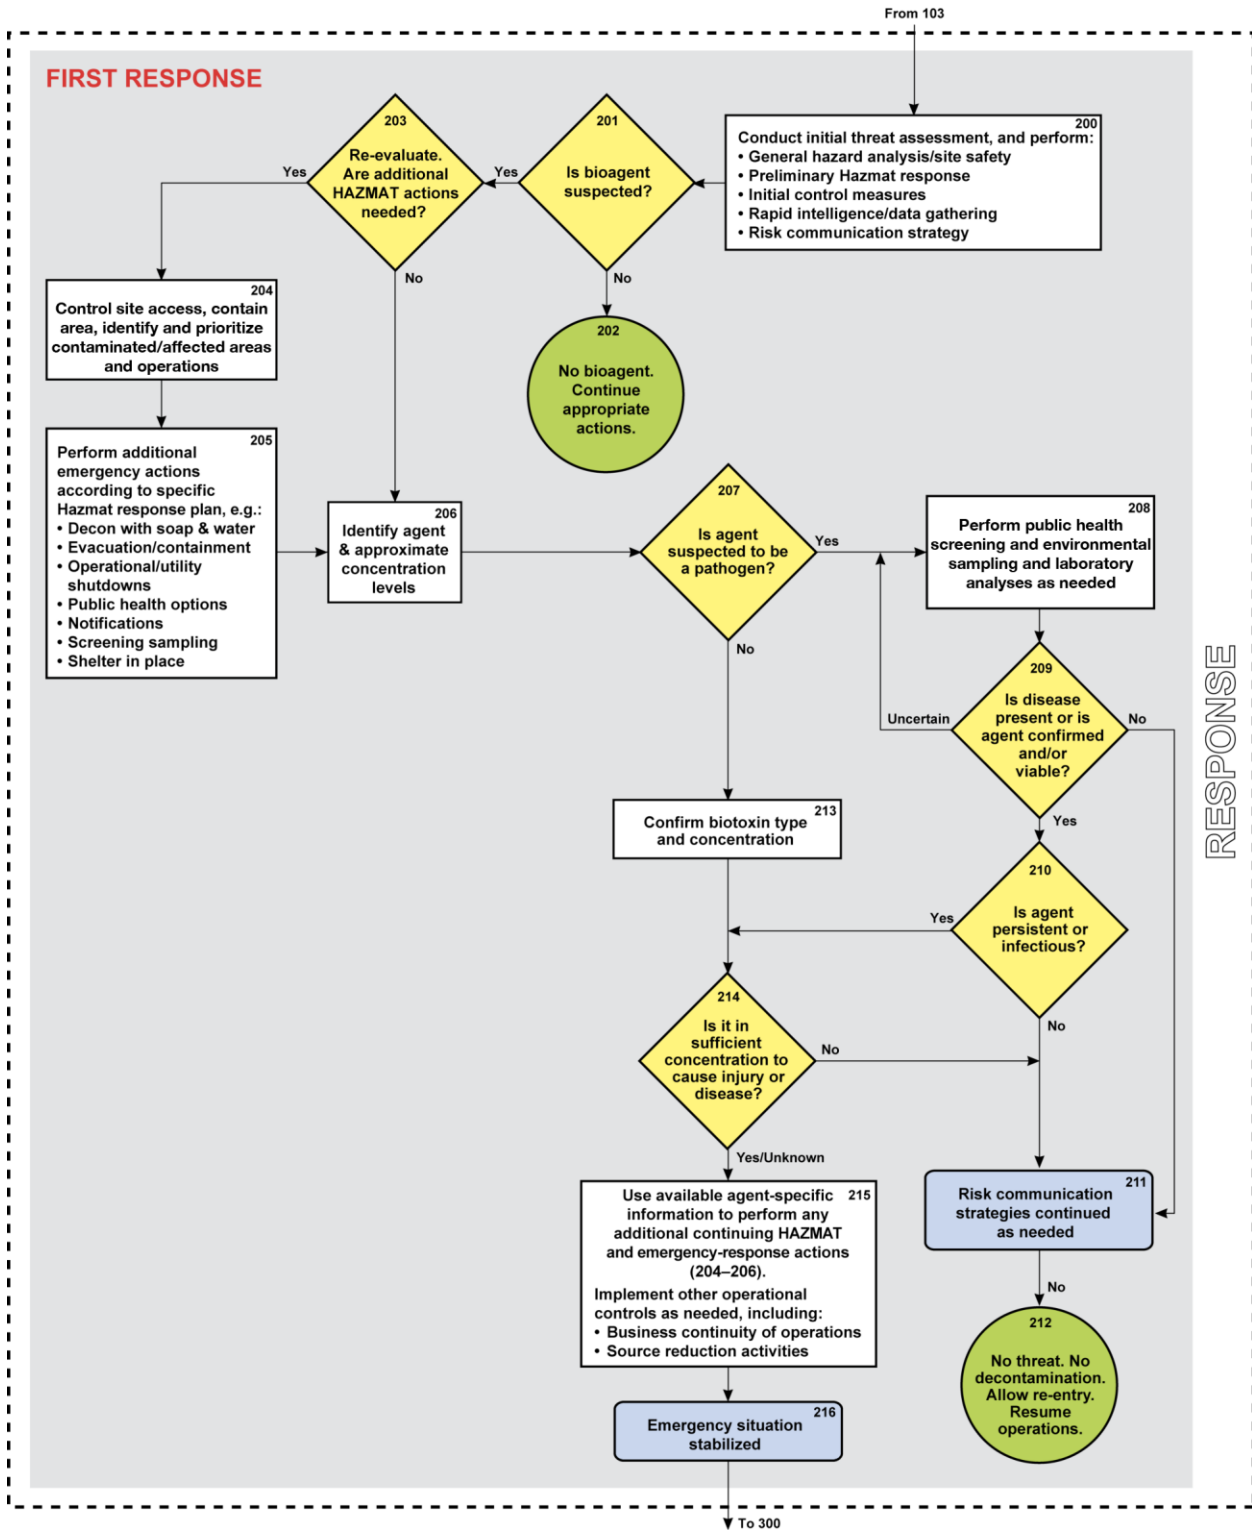 From 103
FIRST RESPONSE
200
Conduct initial threat assessment, and perform:
• General hazard analysis/site safety
• Preliminary Hazmat response
• Initial control measures
• Rapid intelligence/data gathering
• Risk communication strategy
201
Is bioagent
suspected?
Yes
No
203
Re-evaluate.
Are additional
HAZMAT actions
needed?
Yes
No
202
No bioagent.
Continue
appropriate
actions.
204
Control site access, contain
area, identify and prioritize
contaminated/affected areas
and operations
205
Perform additional
emergency actions
according to specific
Hazmat response plan, e.g.:
• Decon with soap & water
• Evacuation/containment
• Operational/utility
shutdowns
• Public health options
• Notifications
• Screening sampling
• Shelter in place
206
Identify agent
& approximate
concentration
levels
207
Is agent
suspected to be
a pathogen?
Yes
No
208
Perform public health
screening and environmental
sampling and laboratory
analyses as needed
209
Is disease
present or is
agent confirmed
and/or
viable?
Uncertain
No
Yes
RESPONSE
213
Confirm biotoxin type
and concentration
210
Is agent
persistent or
infectious?
Yes
No
214
Is it in
sufficient
concentration to
cause injury or
disease?
No
Yes/Unknown
211
Risk communication
strategies continued
as needed
No
215
Use available agent-specific
information to perform any
additional continuing HAZMAT
and emergency-response actions
(204–206).
Implement other operational
controls as needed, including:
• Business continuity of operations
• Source reduction activities
212
No threat. No
decontamination.
Allow re-entry.
Resume
operations.
216
Emergency situation
stabilized
To 300